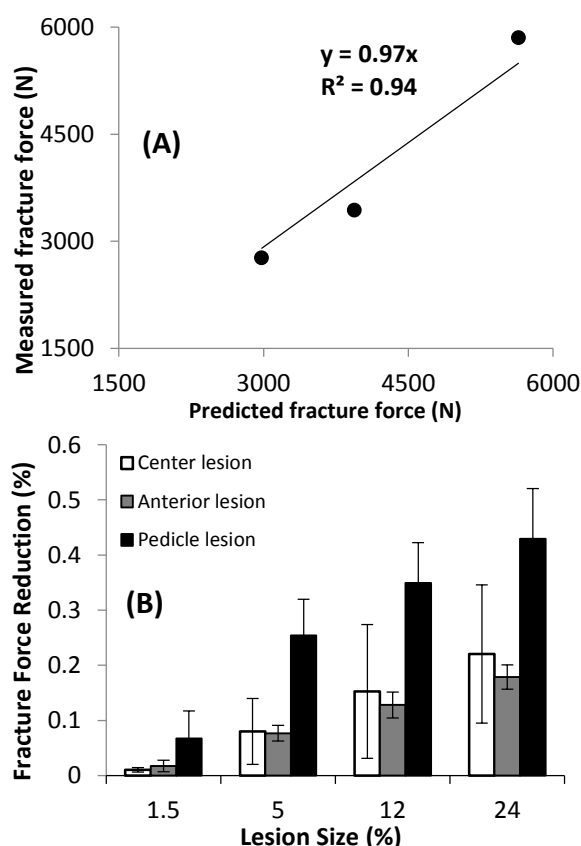 6000
4500
3000
1500
Measured fracture force (N)
(A)
y = 0.97x
R² = 0.94
1500 3000 4500 6000
Predicted fracture force (N)
0.6
0.5
0.4
0.3
0.2
0.1
0
Fracture Force Reduction (%)
Center lesion
Anterior lesion
Pedicle lesion
(B)
1.5 5 12 24
Lesion Size (%)